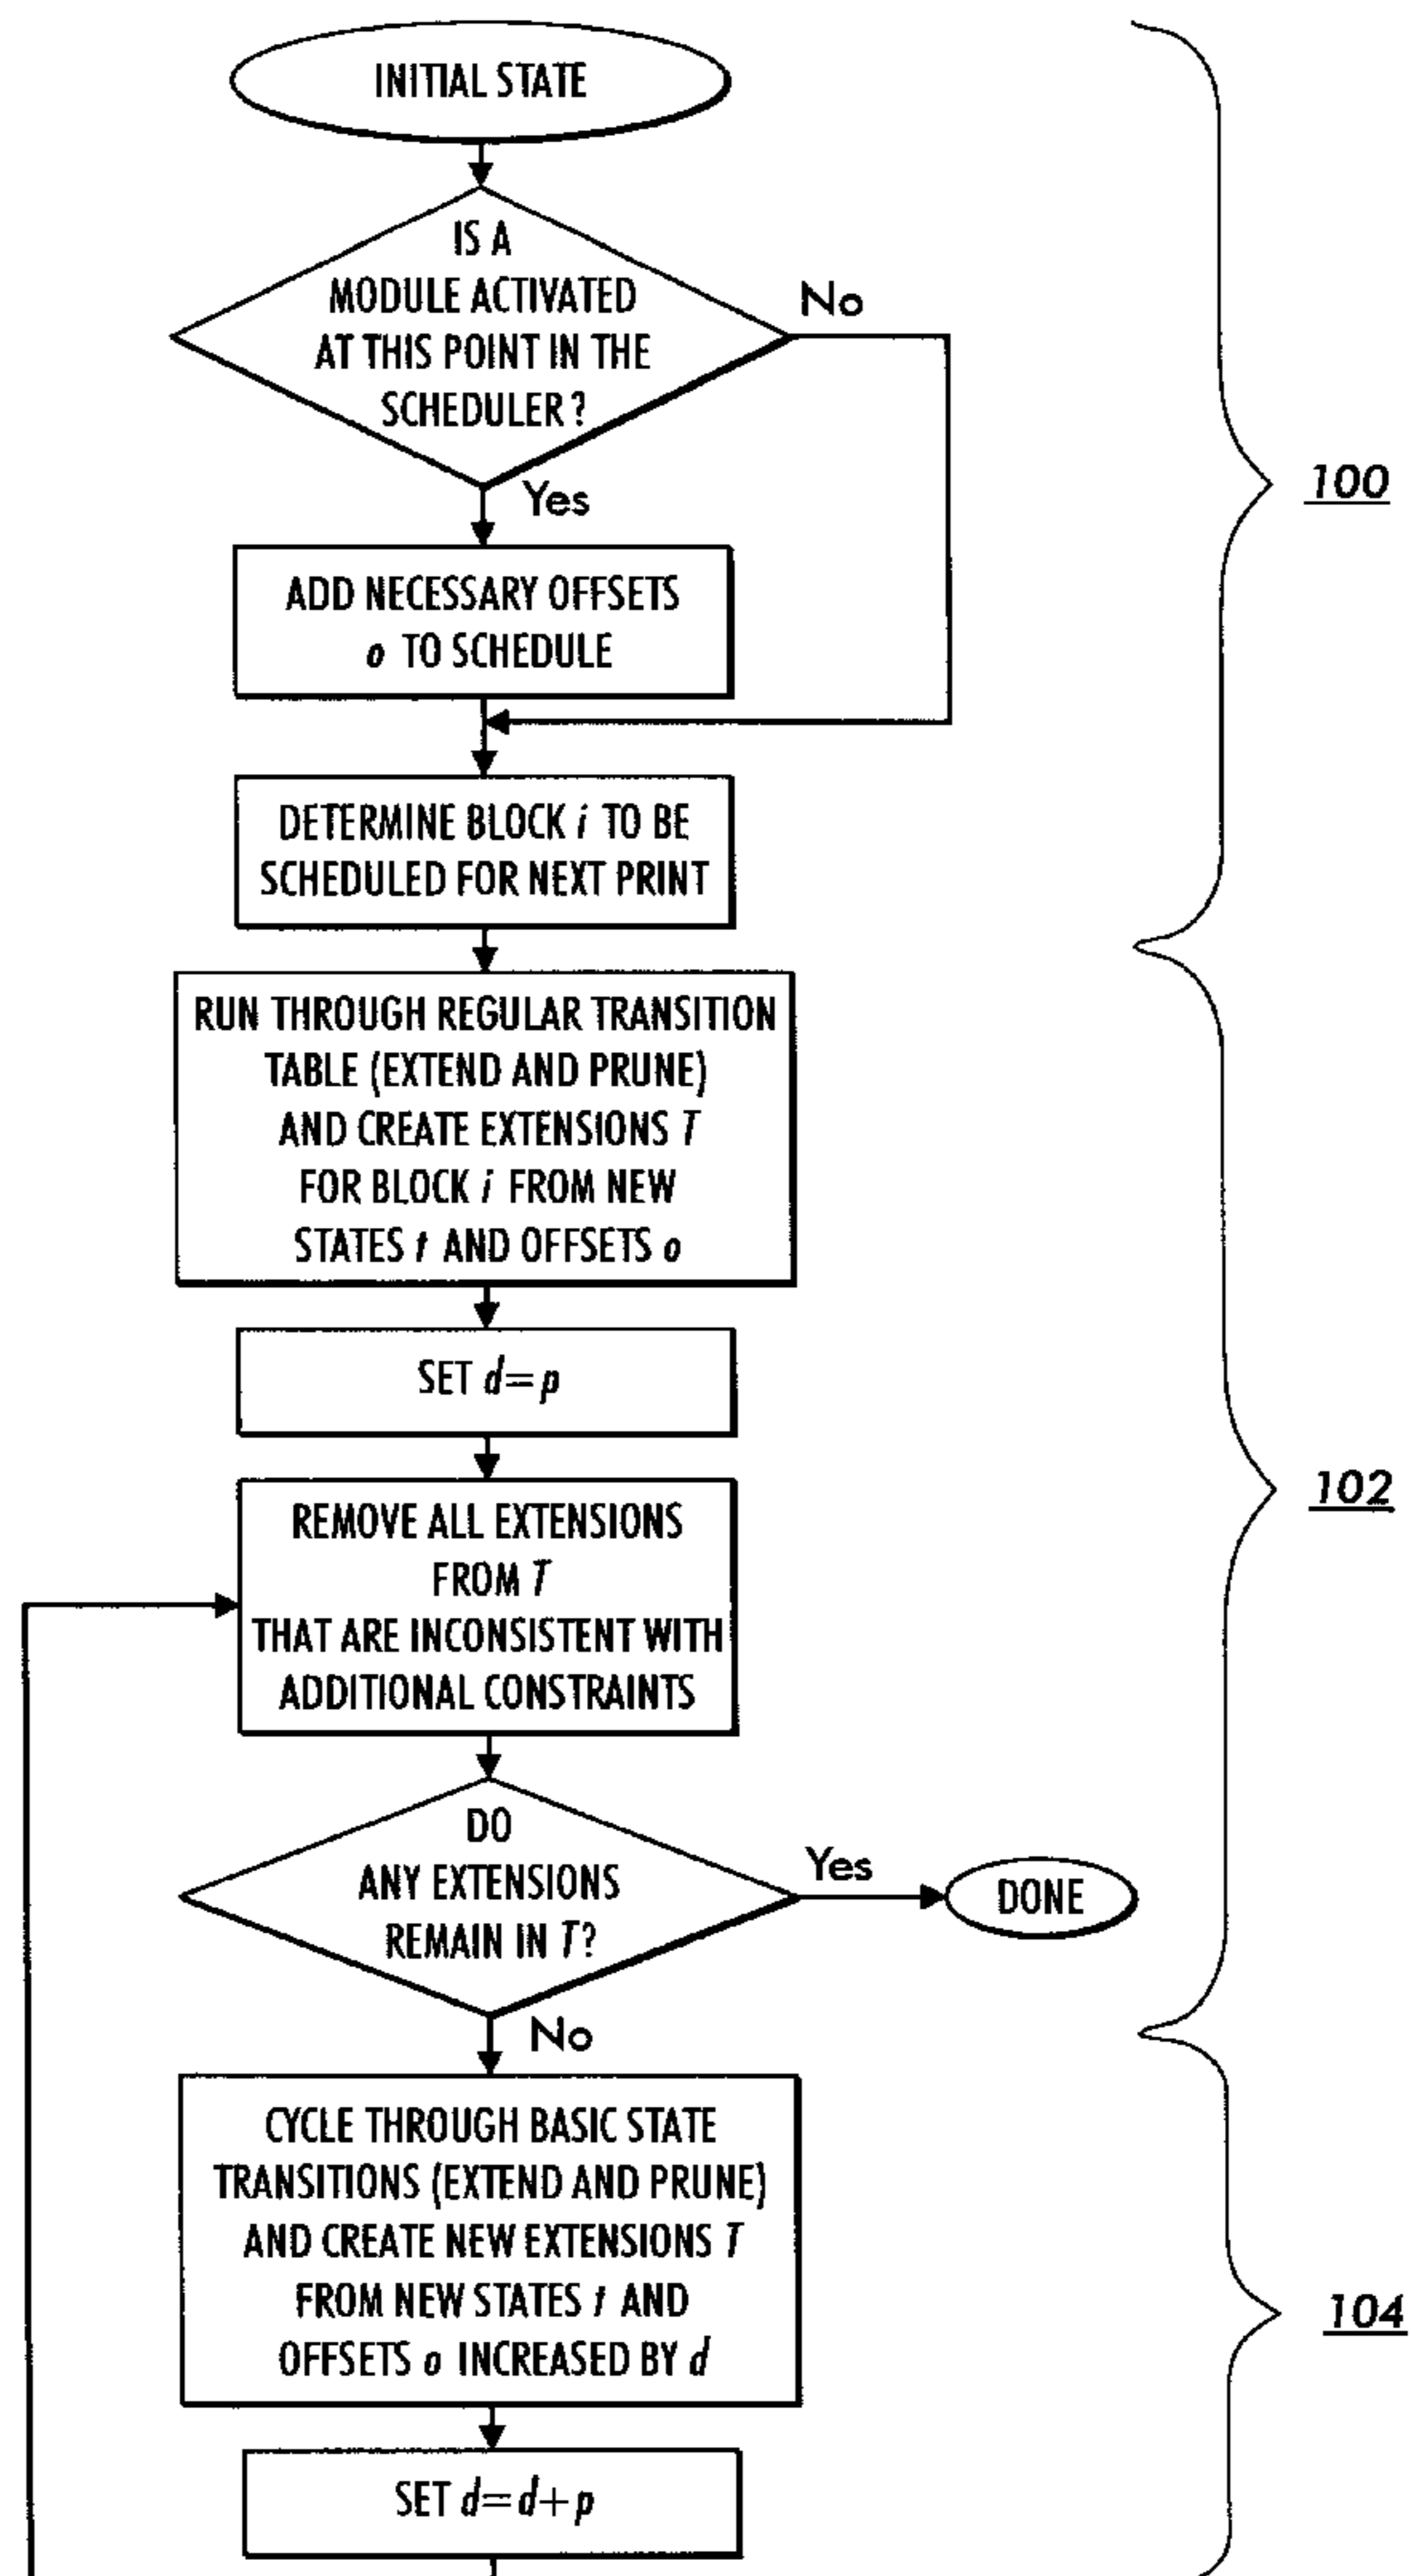 INITIAL STATE
IS A
MODULE ACTIVATED
AT THIS POINT IN THE
SCHEDULER?
No
Yes
100
ADD NECESSARY OFFSETS
o TO SCHEDULE
DETERMINE BLOCK i TO BE
SCHEDULED FOR NEXT PRINT
RUN THROUGH REGULAR TRANSITION
TABLE (EXTEND AND PRUNE)
AND CREATE EXTENSIONS T
FOR BLOCK i FROM NEW
STATES t AND OFFSETS o
SET d=p
102
REMOVE ALL EXTENSIONS
FROM T
THAT ARE INCONSISTENT WITH
ADDITIONAL CONSTRAINTS
DO
ANY EXTENSIONS
REMAIN IN T?
Yes
DONE
No
CYCLE THROUGH BASIC STATE
TRANSITIONS (EXTEND AND PRUNE)
AND CREATE NEW EXTENSIONS T
FROM NEW STATES t AND
OFFSETS o INCREASED BY d
104
SET d=d+p